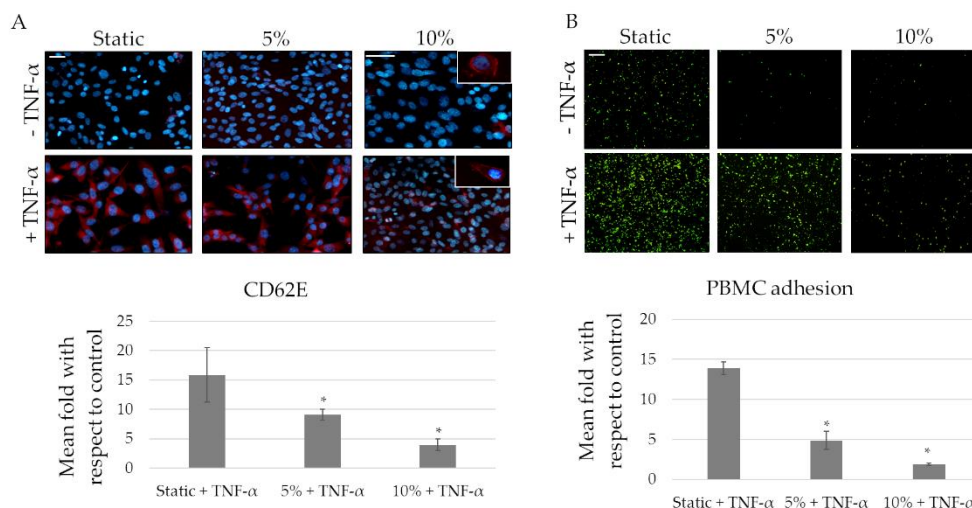 A
Static
5%
10%
- TNF-α
+ TNF-α
CD62E
Mean fold with
respect to control
25
20
15
10
5
0
Static + TNF-α
5% + TNF-α
10% + TNF-α
*
*
B
Static
5%
10%
- TNF-α
+ TNF-α
PBMC adhesion
Mean fold with
respect to control
20
15
10
5
0
Static + TNF-α
5% + TNF-α
10% + TNF-α
*
*